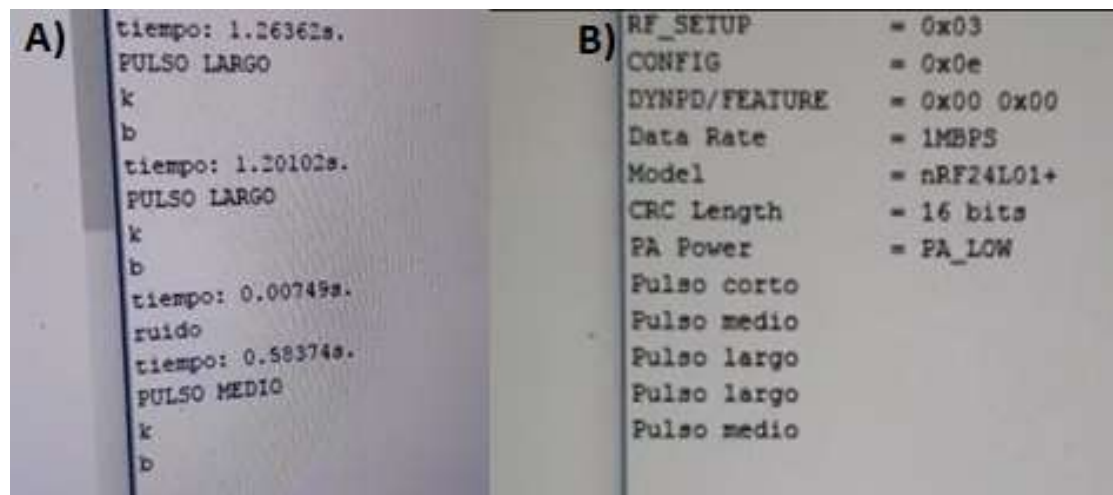 A)
tiempo: 1.26362s.
PULSO LARGO
k
b
tiempo: 1.20102s.
PULSO LARGO
k
b
tiempo: 0.00749s.
ruido
tiempo: 0.58374s.
PULSO MEDIO
k
b
B)
RF_SETUP = 0x03
CONFIG = 0x0e
DYNPD/FEATURE = 0x00 0x00
Data Rate = 1MBPS
Model = nRF24L01+
CRC Length = 16 bits
PA Power = PA_LOW
Pulso corto
Pulso medio
Pulso largo
Pulso largo
Pulso medio